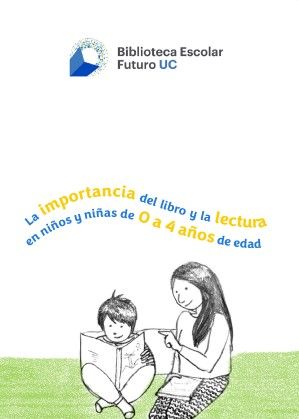 Biblioteca Escolar
Futuro UC
La importancia del libro y la lectura
en niños y niñas de 0 a 4 años de edad